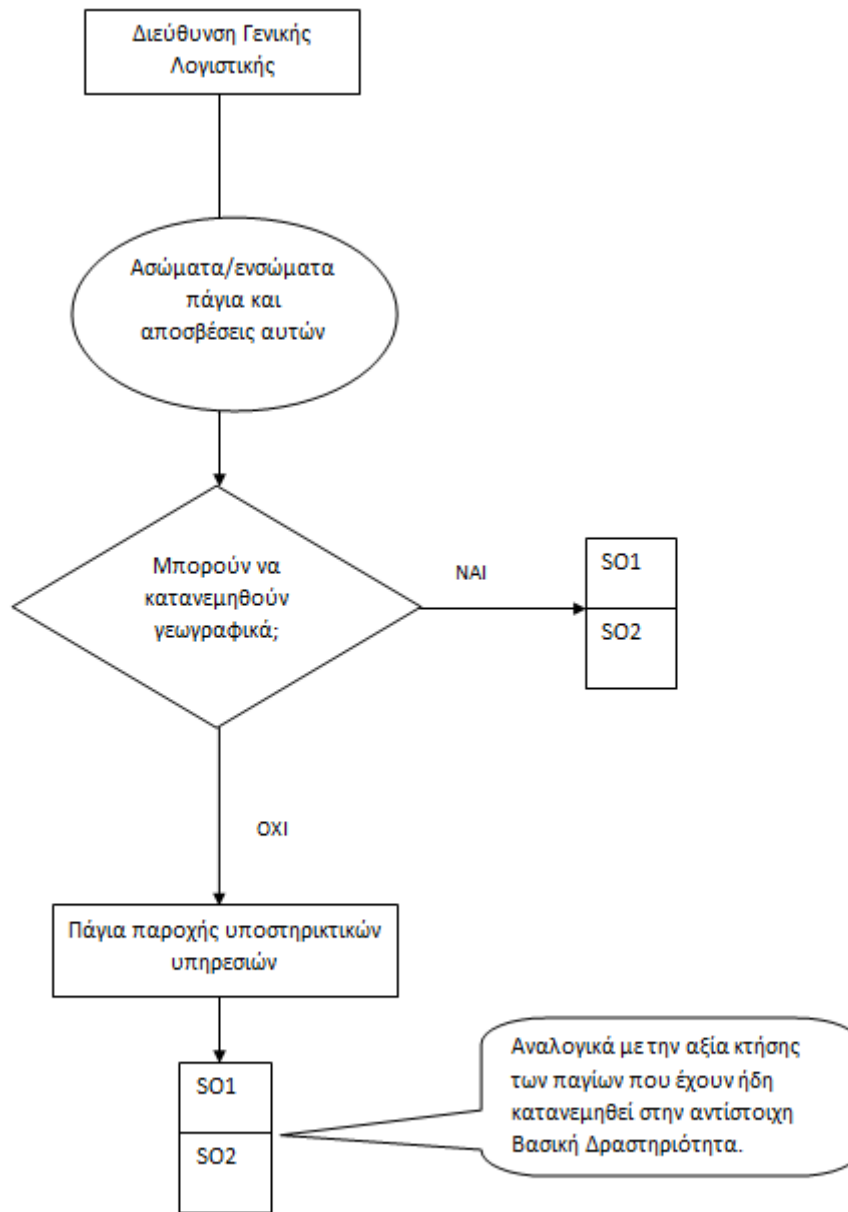 Διεύθυνση Γενικής
Λογιστικής
Ασώματα/ενσώματα
πάγια και
αποσβέσεις αυτών
Μπορούν να
κατανεμηθούν
γεωγραφικά;
ΝΑΙ
SO1
SO2
ΟΧΙ
Πάγια παροχής υποστηρικτικών
υπηρεσιών
SO1
SO2
Αναλογικά με την αξία κτήσης
των παγίων που έχουν ήδη
κατανεμηθεί στην αντίστοιχη
Βασική Δραστηριότητα.